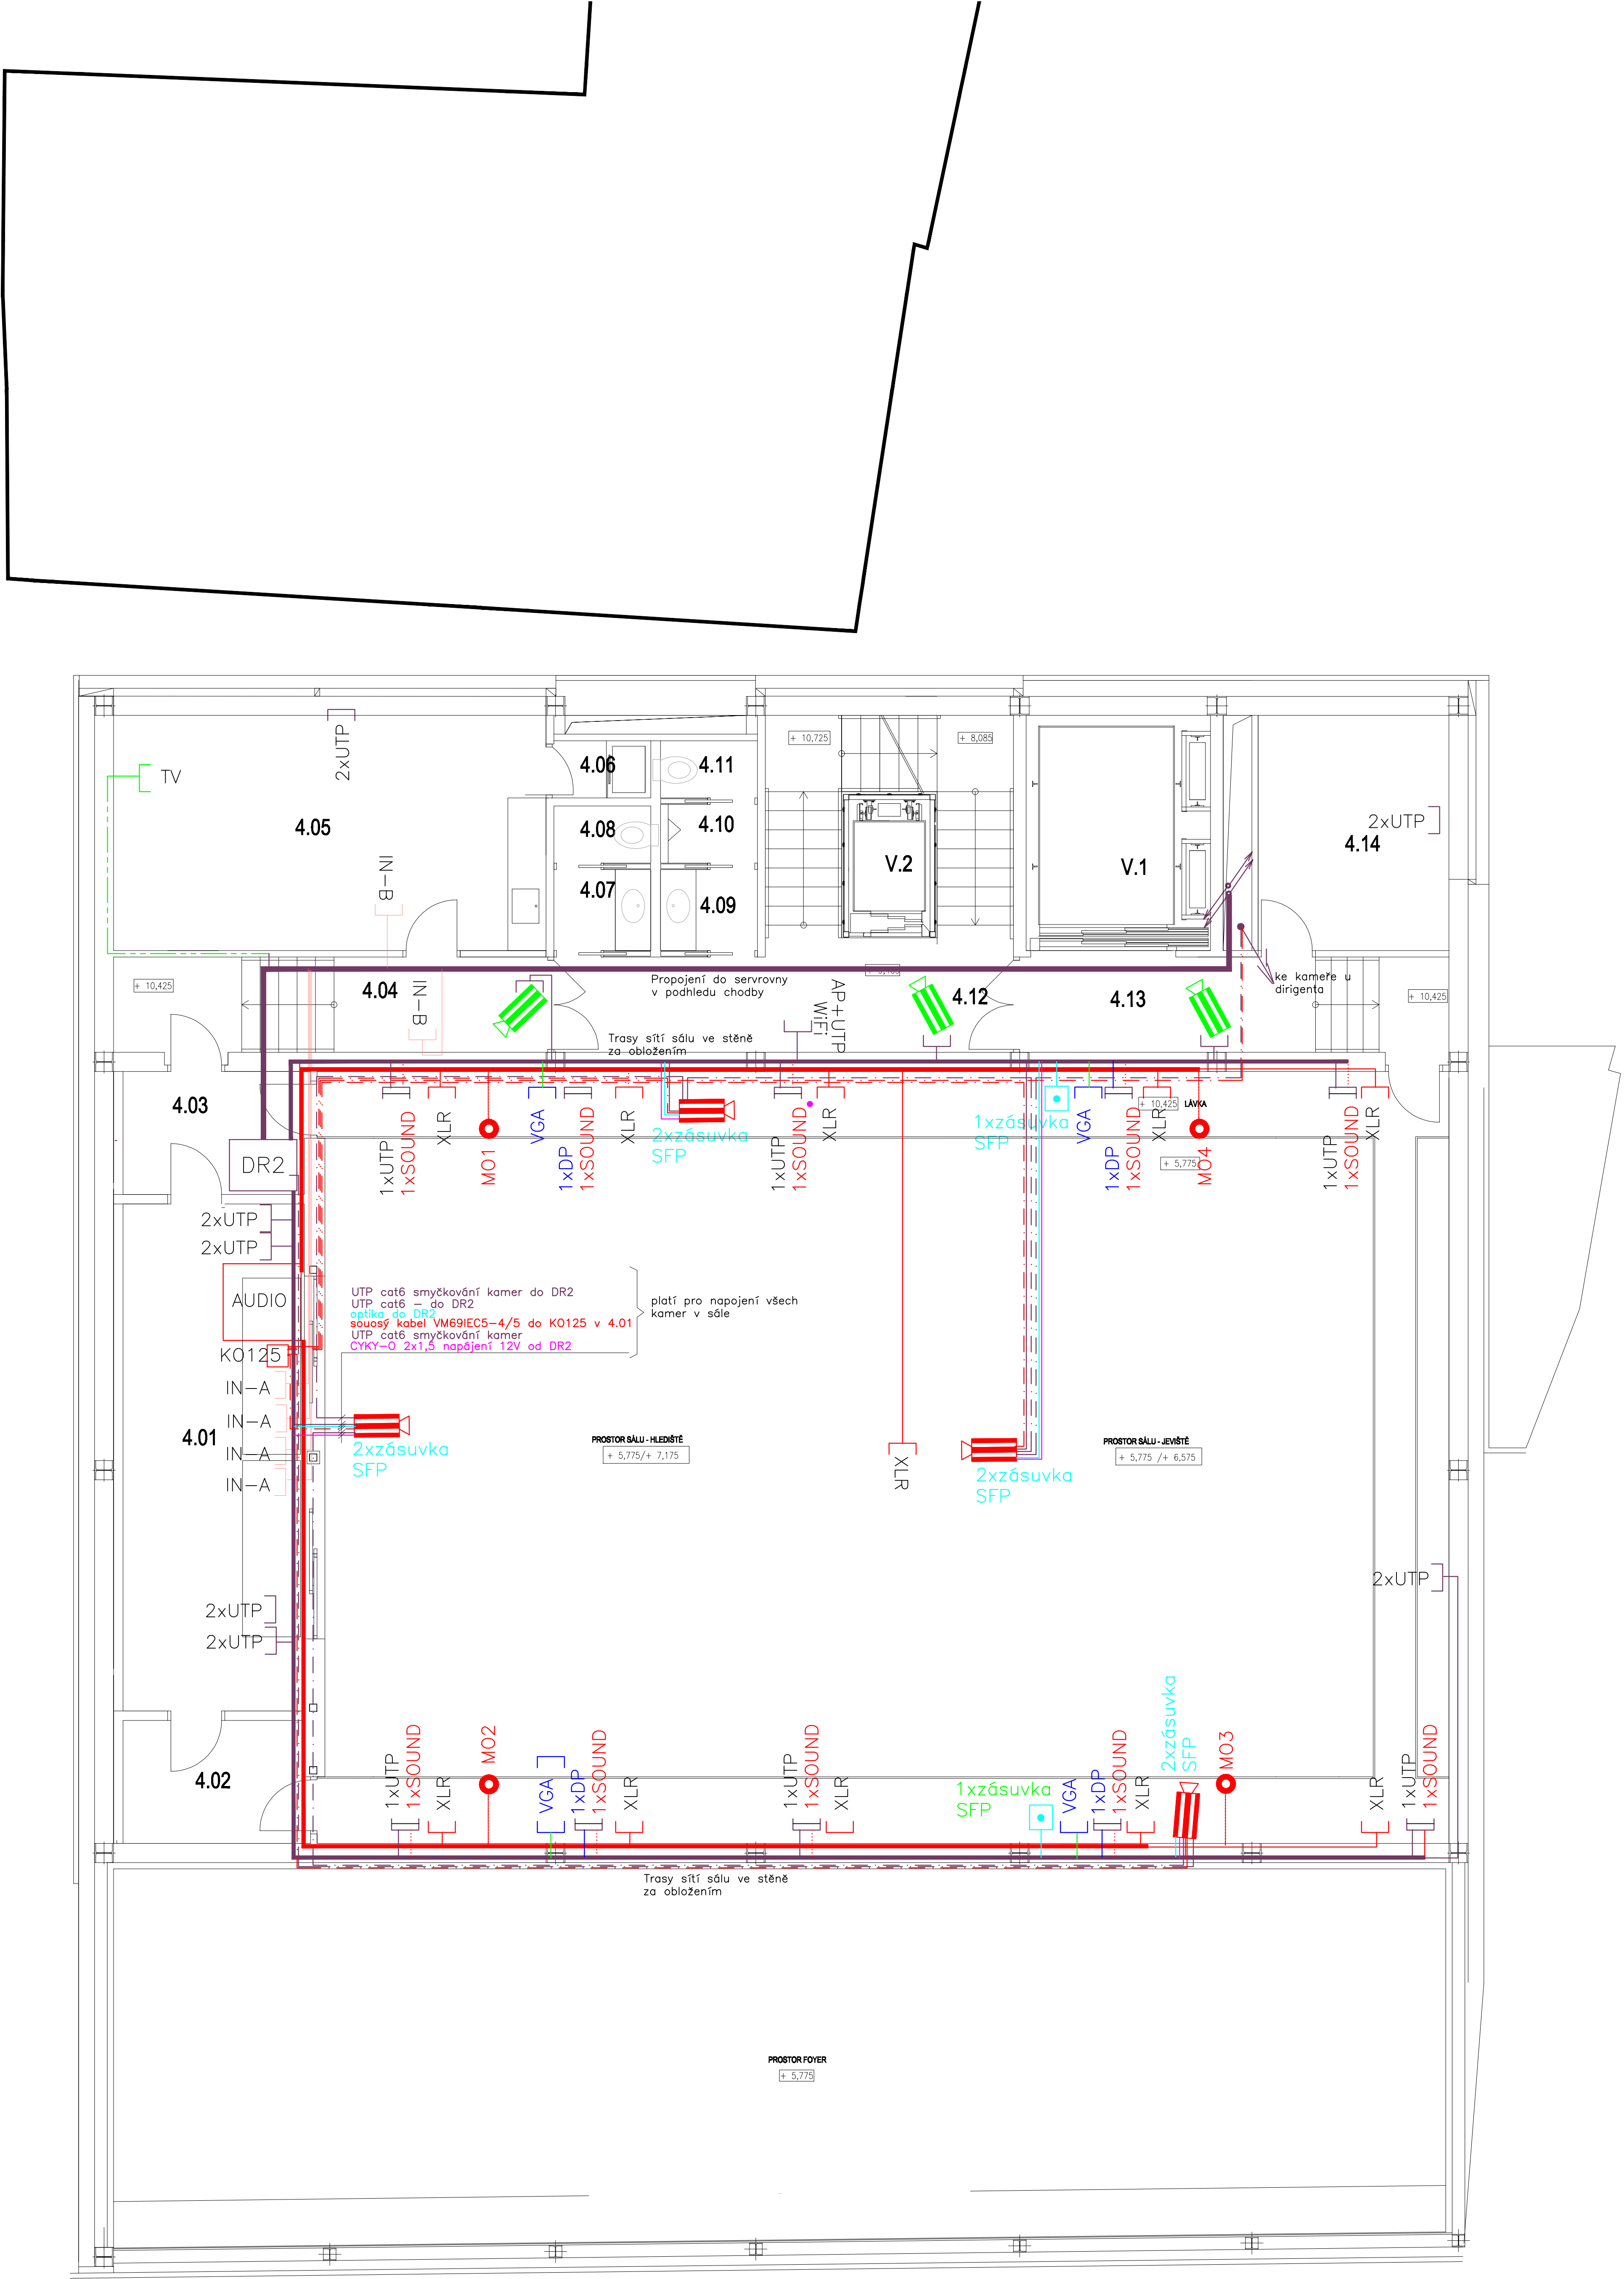 + 10,725
+ 8,085
2xUTP
TV
4.06
4.11
4.05
4.08
4.10
2xUTP
4.14
V.2
V.1
IN-B
4.07
4.09
Propojení do servrovny
v podhledu chodby
ke kameře u
dirigenta
+ 10,425
4.04
IN-B
AP+UTP
WiFi
4.12
4.13
+ 10,425
Trasy sítí sálu ve stěně
za obložením
4.03
DR2
1xUTP
1xSOUND
XLR
MO1
VGA
1xDP
1xSOUND
XLR
2xzásuvka
SFP
1xUTP
1xSOUND
XLR
1xzásuvka
SFP
VGA
1xDP
1xSOUND
XLR
+ 10,425
LÁVKA
+ 5,775
MO4
1xUTP
1xSOUND
XLR
2xUTP
2xUTP
AUDIO
UTP cat6 smyčkování kamer do DR2
UTP cat6 – do DR2
optika do DR2
souosý kabel VM69IEC5-4/5 do KO125 v 4.01
UTP cat6 smyčkování kamer
CYKY-O 2x1,5 napájení 12V od DR2
platí pro napojení všech
kamer v sále
KO125
IN-A
IN-A
IN-A
IN-A
4.01
2xzásuvka
SFP
PROSTOR SÁLU - HLEDIŠTĚ
+ 5,775/+ 7,175
XLR
2xzásuvka
SFP
PROSTOR SÁLU - JEVIŠTĚ
+ 5,775 /+ 6,575
2xUTP
2xUTP
2xUTP
4.02
1xUTP
1xSOUND
XLR
MO2
VGA
1xDP
1xSOUND
XLR
1xUTP
1xSOUND
XLR
1xzásuvka
SFP
VGA
1xDP
1xSOUND
XLR
2xzásuvka
SFP
MO3
XLR
1xUTP
1xSOUND
Trasy sítí sálu ve stěně
za obložením
PROSTOR FOYER
+ 5,775